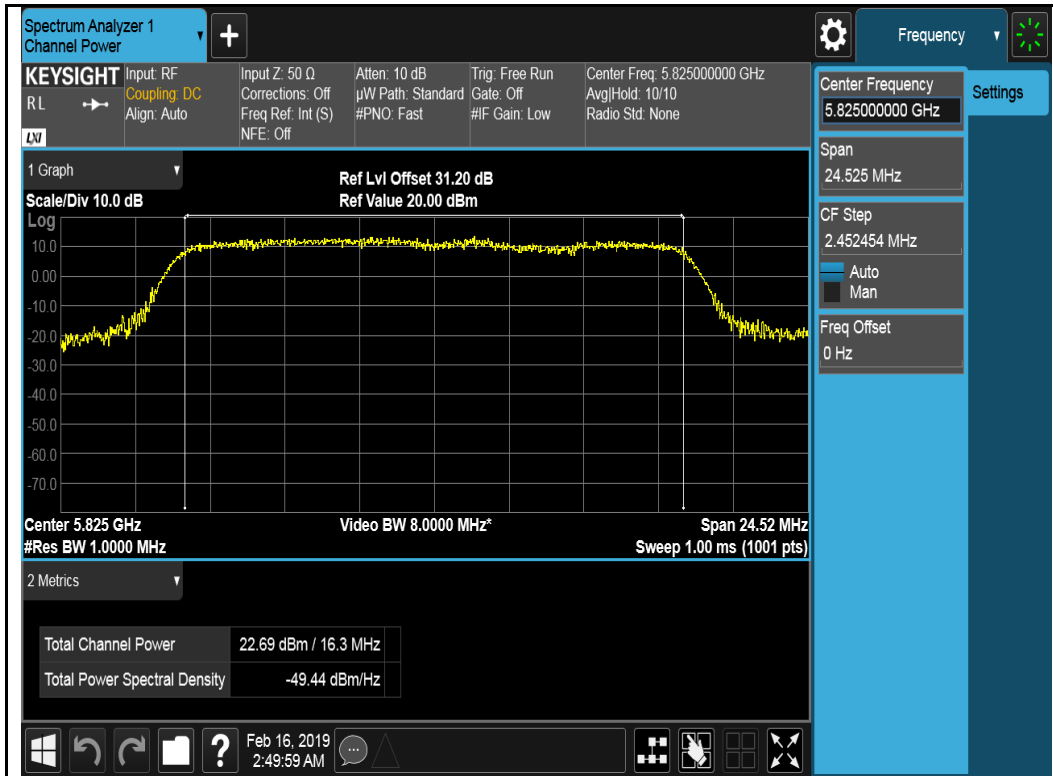 Spectrum Analyzer 1
Channel Power
+
Frequency
KEYSIGHT
R L
LXI
Input: RF
Coupling: DC
Align: Auto
Input Z: 50 Ω
Corrections: Off
Freq Ref: Int (S)
NFE: Off
Atten: 10 dB
µW Path: Standard
#PNO: Fast
Trig: Free Run
Gate: Off
#IF Gain: Low
Center Freq: 5.825000000 GHz
Avg|Hold: 10/10
Radio Std: None
Center Frequency
5.825000000 GHz
Settings
Span
24.525 MHz
CF Step
2.452454 MHz
Auto
Man
Freq Offset
0 Hz
1 Graph
Scale/Div 10.0 dB
Ref Lvl Offset 31.20 dB
Ref Value 20.00 dBm
Log
10.0
0.00
-10.0
-20.0
-30.0
-40.0
-50.0
-60.0
-70.0
Center 5.825 GHz
#Res BW 1.0000 MHz
Video BW 8.0000 MHz*
Span 24.52 MHz
Sweep 1.00 ms (1001 pts)
2 Metrics
Total Channel Power 22.69 dBm / 16.3 MHz
Total Power Spectral Density -49.44 dBm/Hz
?
Feb 16, 2019
2:49:59 AM